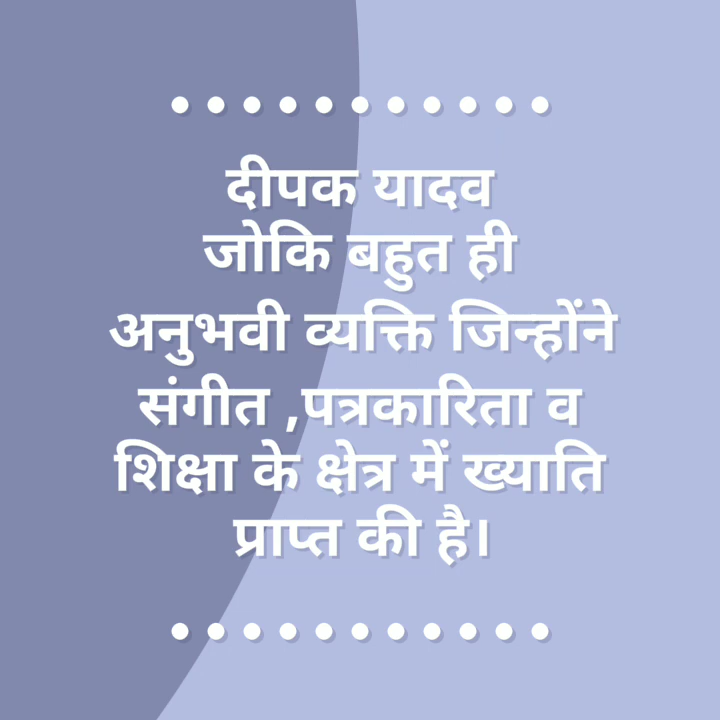 दीपक यादव
जोकि बहुत ही
अनुभवी व्यक्ति जिन्होंने
संगीत ,पत्रकारिता व
शिक्षा के क्षेत्र में ख्याति
प्राप्त की है।